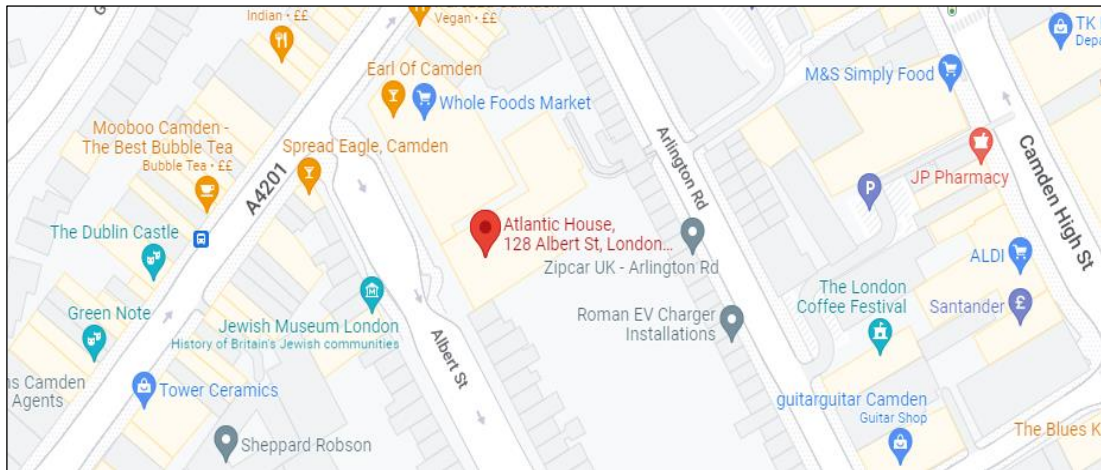 Indian · ££
Vegan · ££
TK
Depa
Earl Of Camden
Whole Foods Market
M&S Simply Food
Mooboo Camden -
The Best Bubble Tea
Bubble Tea · ££
Spread Eagle, Camden
A4201
Arlington Rd
Camden High St
JP Pharmacy
P
The Dublin Castle
Atlantic House,
128 Albert St, London...
Zipcar UK - Arlington Rd
ALDI
Green Note
Jewish Museum London
History of Britain's Jewish communities
Albert St
Roman EV Charger
Installations
The London
Coffee Festival
Santander
£
ns Camden
Agents
Tower Ceramics
Sheppard Robson
guitarguitar Camden
Guitar Shop
The Blues K